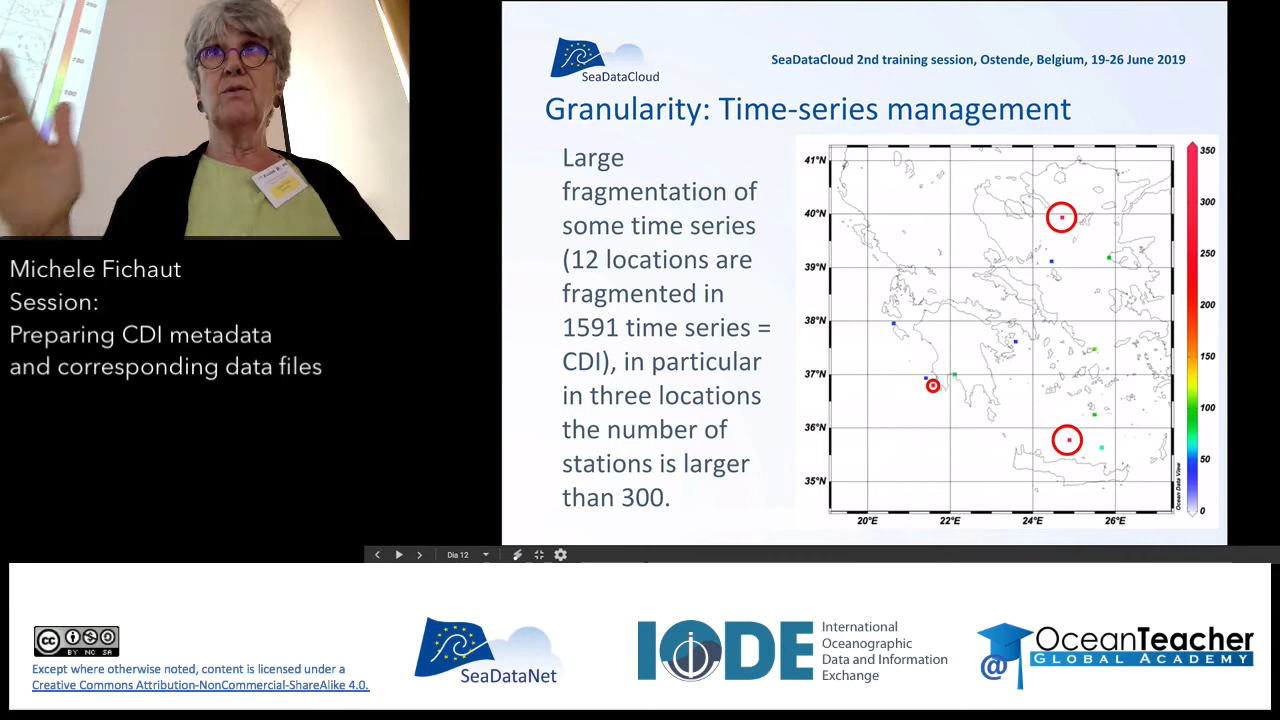 SeaDataCloud
SeaDataCloud 2nd training session, Ostende, Belgium, 19-26 June 2019
Granularity: Time-series management
Large
fragmentation of
some time series
(12 locations are
fragmented in
1591 time series =
CDI), in particular
in three locations
the number of
stations is larger
than 300.
41°N
40°N
39°N
38°N
37°N
36°N
35°N
20°E
22°E
24°E
26°E
350
300
250
200
150
100
50
0
Ocean Data View
Michele Fichaut
Session:
Preparing CDI metadata
and corresponding data files
Dia 12
CC
BY NC SA
Except where otherwise noted, content is licensed under a
Creative Commons Attribution-NonCommercial-ShareAlike 4.0.
SeaDataNet
IODE
International
Oceanographic
Data and Information
Exchange
@
OceanTeacher
GLOBAL ACADEMY